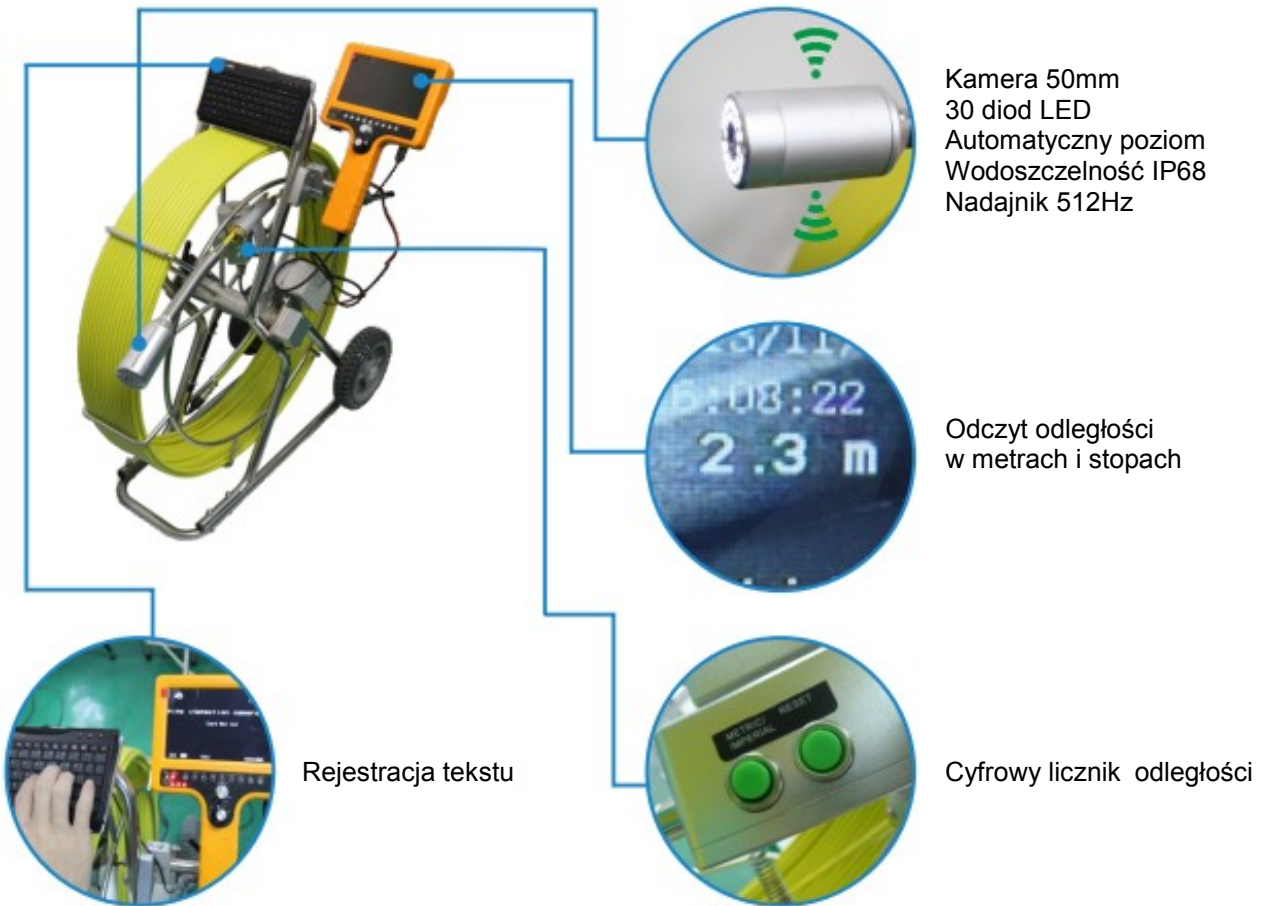 Kamera 50mm
30 diod LED
Automatyczny poziom
Wodoszczelność IP68
Nadajnik 512Hz
:08:22
2.3 m
Odczyt odległości
w metrach i stopach
METRIC/
IMPERIAL
RESET
Rejestracja tekstu
Cyfrowy licznik odległości